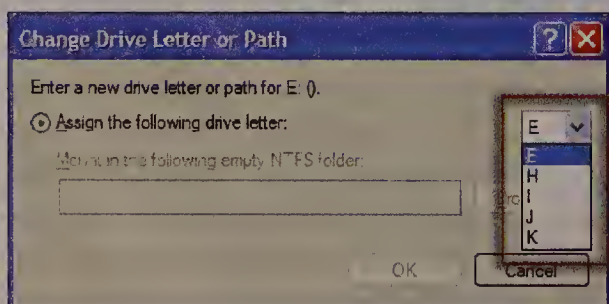 Change Drive Letter or Path
Enter a new drive letter or path for E: ().
Assign the following drive letter:
E
Mount in the following empty NTFS folder:
E
H
I
J
K
OK
Cancel